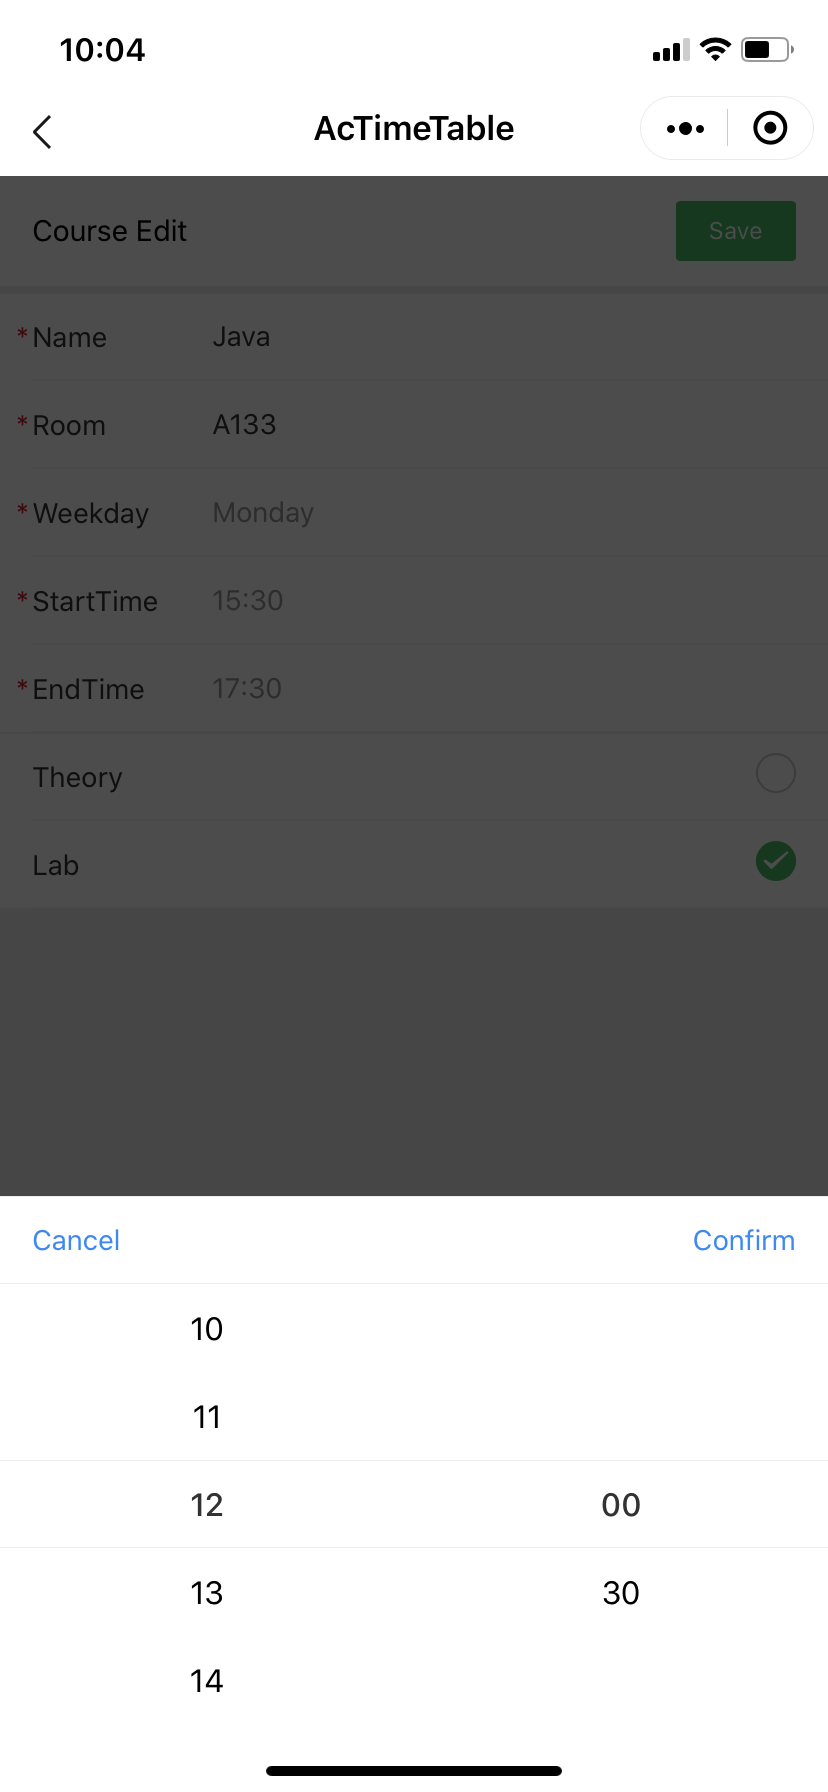 10:04
AcTimeTable
Course Edit Save
*Name Java
*Room A133
*Weekday Monday
*StartTime 15:30
*EndTime 17:30
Theory
Lab
Cancel Confirm
10
11
12 00
13 30
14